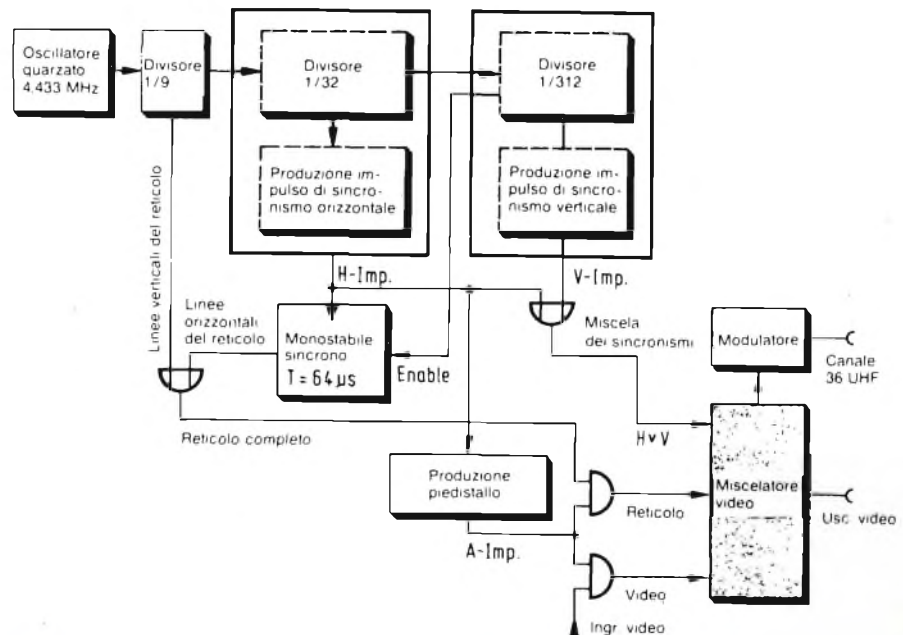 Oscillatore
quarzato
4,433 MHz
Divisore
1/9
Divisore
1/32
Divisore
1/312
Produzione im-
pulso di sincro-
nismo orizzontale
Produzione im-
pulso di sincro-
nismo verticale
Linee verticali del reticolo
H-Imp.
V-Imp.
Linee
orizzontali
del reticolo
Monostabile
sincrono
T = 64 µs
Enable
Miscela
dei sincronismi
Modulatore
Canale
36 UHF
Reticolo completo
H v V
Produzione
piedistallo
Reticolo
Miscelatore
video
Usc. video
A-Imp.
Video
Ingr. video